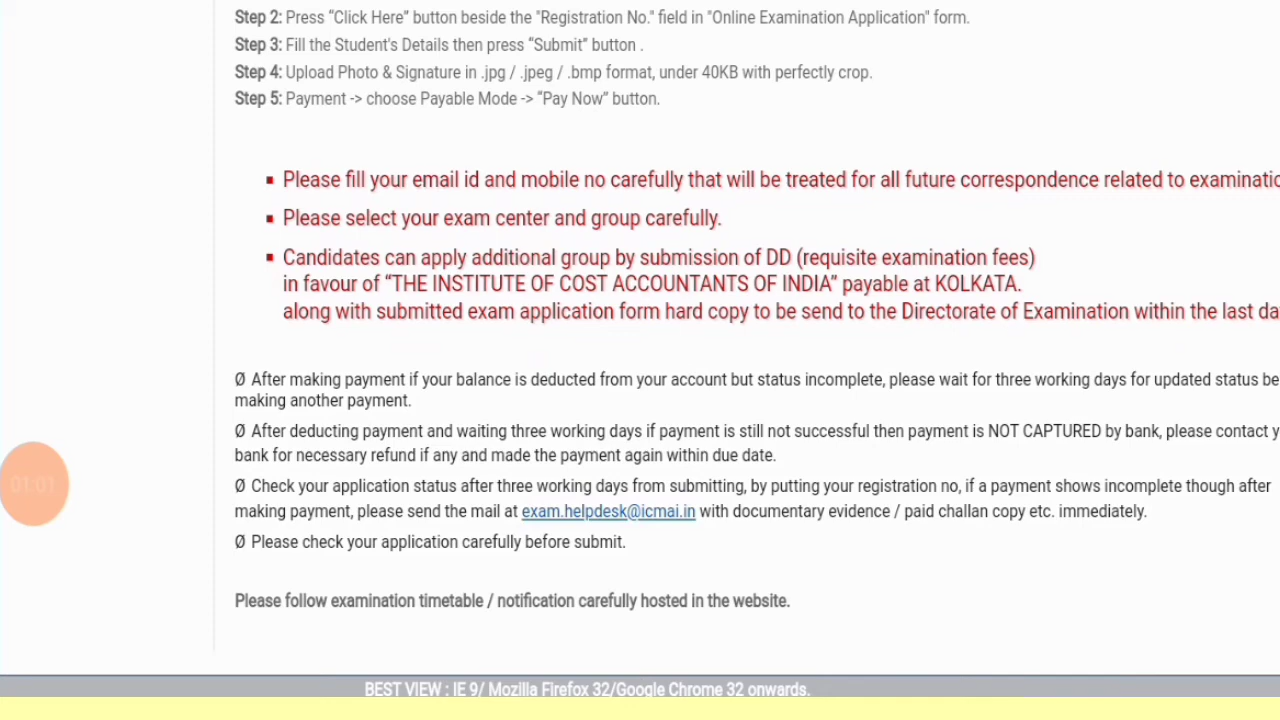 Step 2: Press “Click Here” button beside the "Registration No." field in "Online Examination Application" form.
Step 3: Fill the Student's Details then press “Submit” button .
Step 4: Upload Photo & Signature in .jpg / .jpeg / .bmp format, under 40KB with perfectly crop.
Step 5: Payment -> choose Payable Mode -> “Pay Now” button.
▪ Please fill your email id and mobile no carefully that will be treated for all future correspondence related to
▪ Please select your exam center and group carefully.
▪ Candidates can apply additional group by submission of DD (requisite examination fees)
in favour of “THE INSTITUTE OF COST ACCOUNTANTS OF INDIA” payable at KOLKATA.
along with submitted exam application form hard copy to be send to the Directorate of Examination within the last
Ø After making payment if your balance is deducted from your account but status incomplete, please wait for three working days for updated status
making another payment.
Ø After deducting payment and waiting three working days if payment is still not successful then payment is NOT CAPTURED by bank, please contact
bank for necessary refund if any and made the payment again within due date.
Ø Check your application status after three working days from submitting, by putting your registration no, if a payment shows incomplete though after
making payment, please send the mail at exam.helpdesk@icmai.in with documentary evidence / paid challan copy etc. immediately.
Ø Please check your application carefully before submit.
01:01
Please follow examination timetable / notification carefully hosted in the website.
BEST VIEW : IE 9/ Mozilla Firefox 32/Google Chrome 32 onwards.